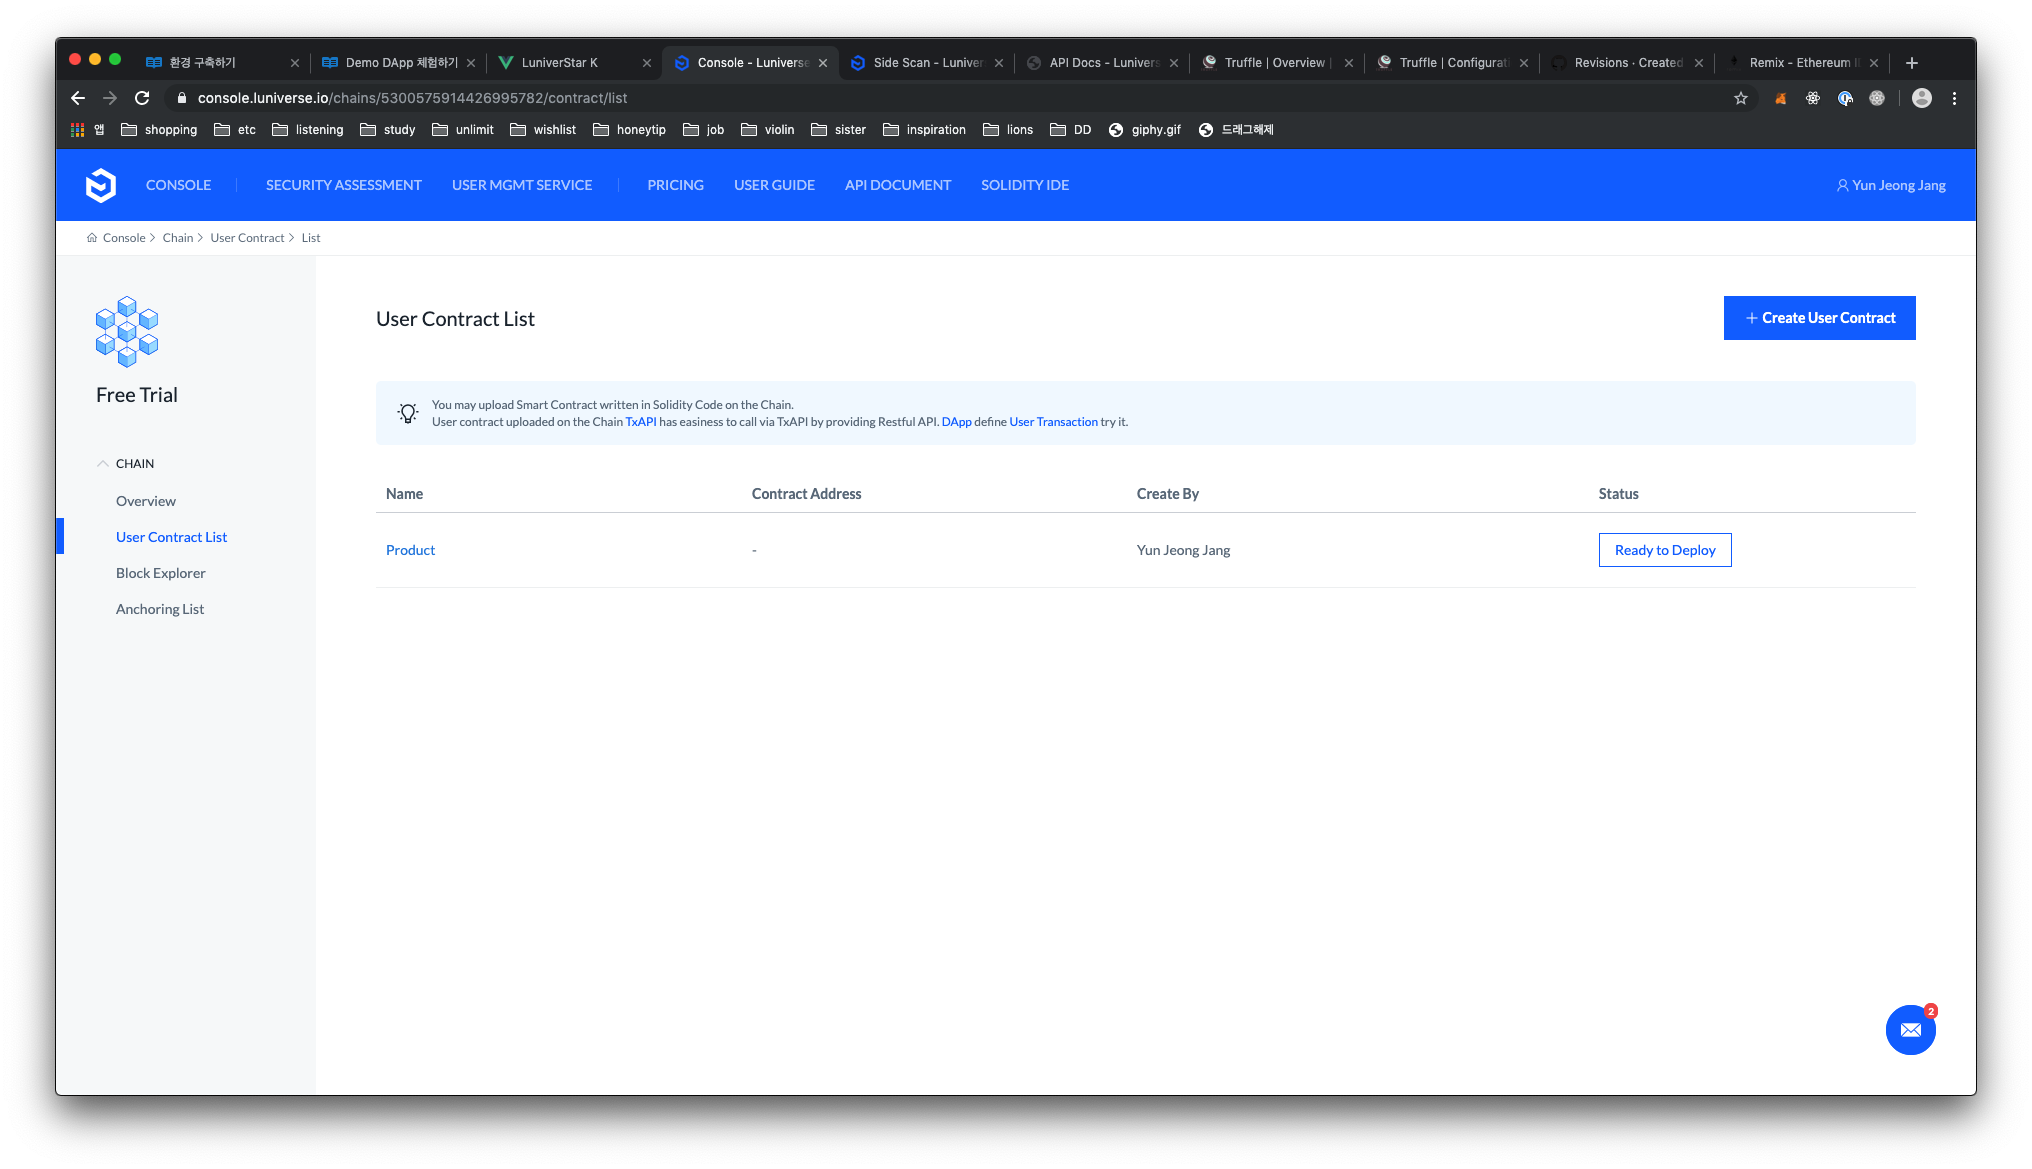 환경 구축하기
Demo DApp 체험하기
LuniverStar K
Console - Luniverse
Side Scan - Luniver
API Docs - Lunivers
Truffle | Overview |
Truffle | Configurati
Revisions · Created
Remix - Ethereum I
console.luniverse.io/chains/5300575914426995782/contract/list
앱 shopping etc listening study unlimit wishlist honeytip job violin sister inspiration lions DD giphy.gif 드래그해제
CONSOLE SECURITY ASSESSMENT USER MGMT SERVICE PRICING USER GUIDE API DOCUMENT SOLIDITY IDE Yun Jeong Jang
Console > Chain > User Contract > List
Free Trial
CHAIN
Overview
User Contract List
Block Explorer
Anchoring List
User Contract List
+ Create User Contract
You may upload Smart Contract written in Solidity Code on the Chain.
User contract uploaded on the Chain TxAPI has easiness to call via TxAPI by providing Restful API. DApp define User Transaction try it.
Name Contract Address Create By Status
Product - Yun Jeong Jang Ready to Deploy
2